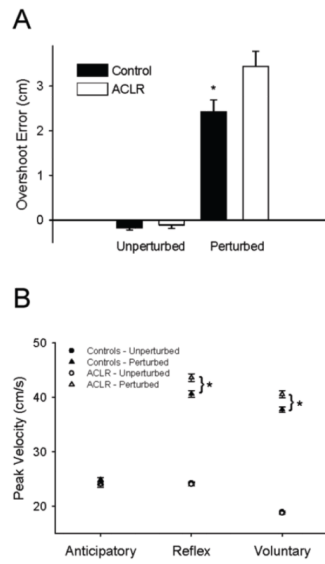 A
Control
ACLR
*
Overshoot Error (cm)
3
2
1
0
Unperturbed Perturbed
B
Controls - Unperturbed
Controls - Perturbed
ACLR - Unperturbed
ACLR - Perturbed
} *
} *
Peak Velocity (cm/s)
50
40
30
20
Anticipatory Reflex Voluntary